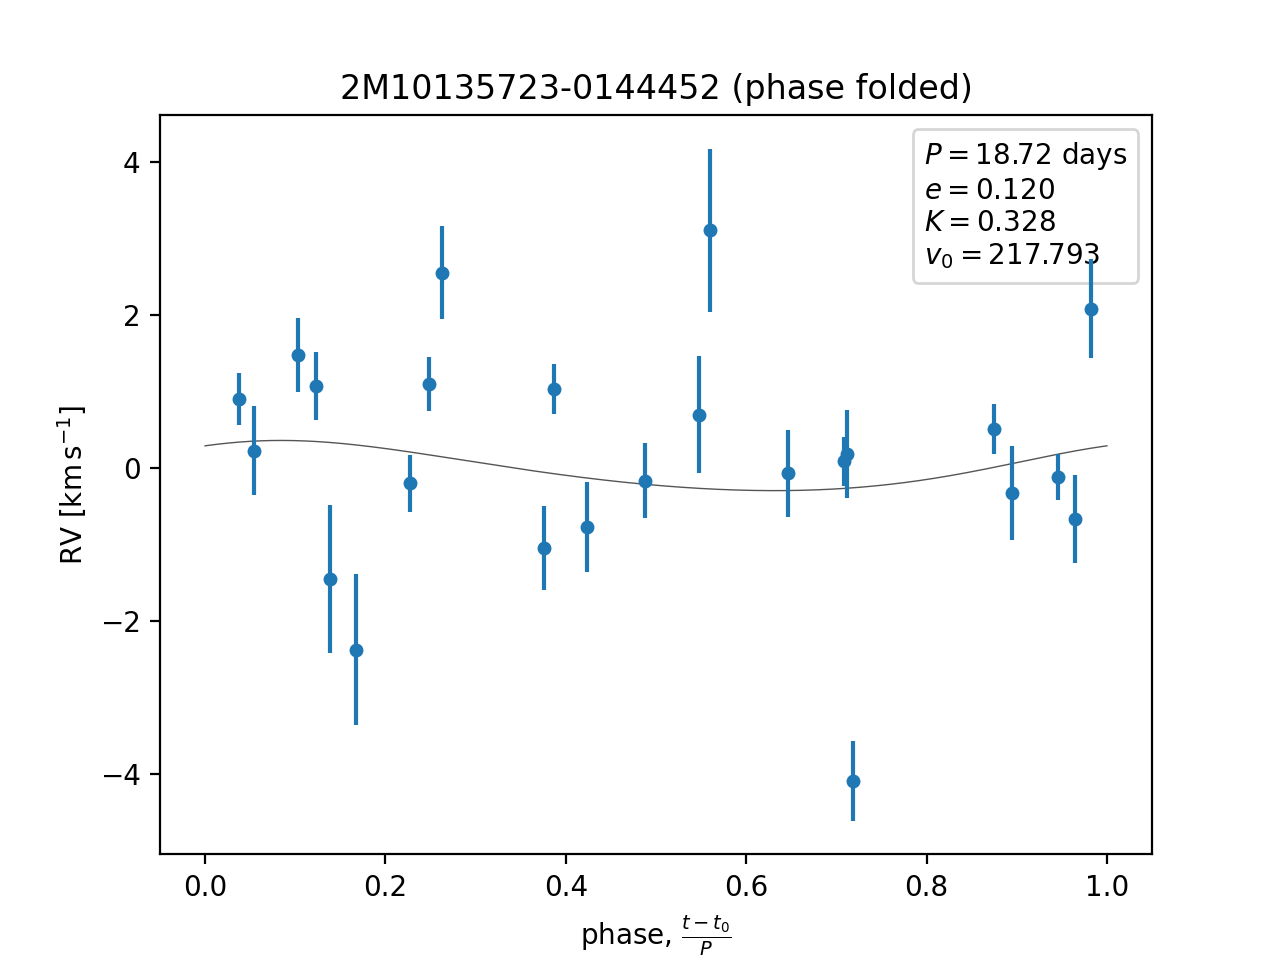 2M10135723-0144452 (phase folded)
P = 18.72 days
e = 0.120
K = 0.328
v₀ = 217.793
RV [km s⁻¹]
4
2
0
−2
−4
0.0 0.2 0.4 0.6 0.8 1.0
phase, (t − t₀)/P